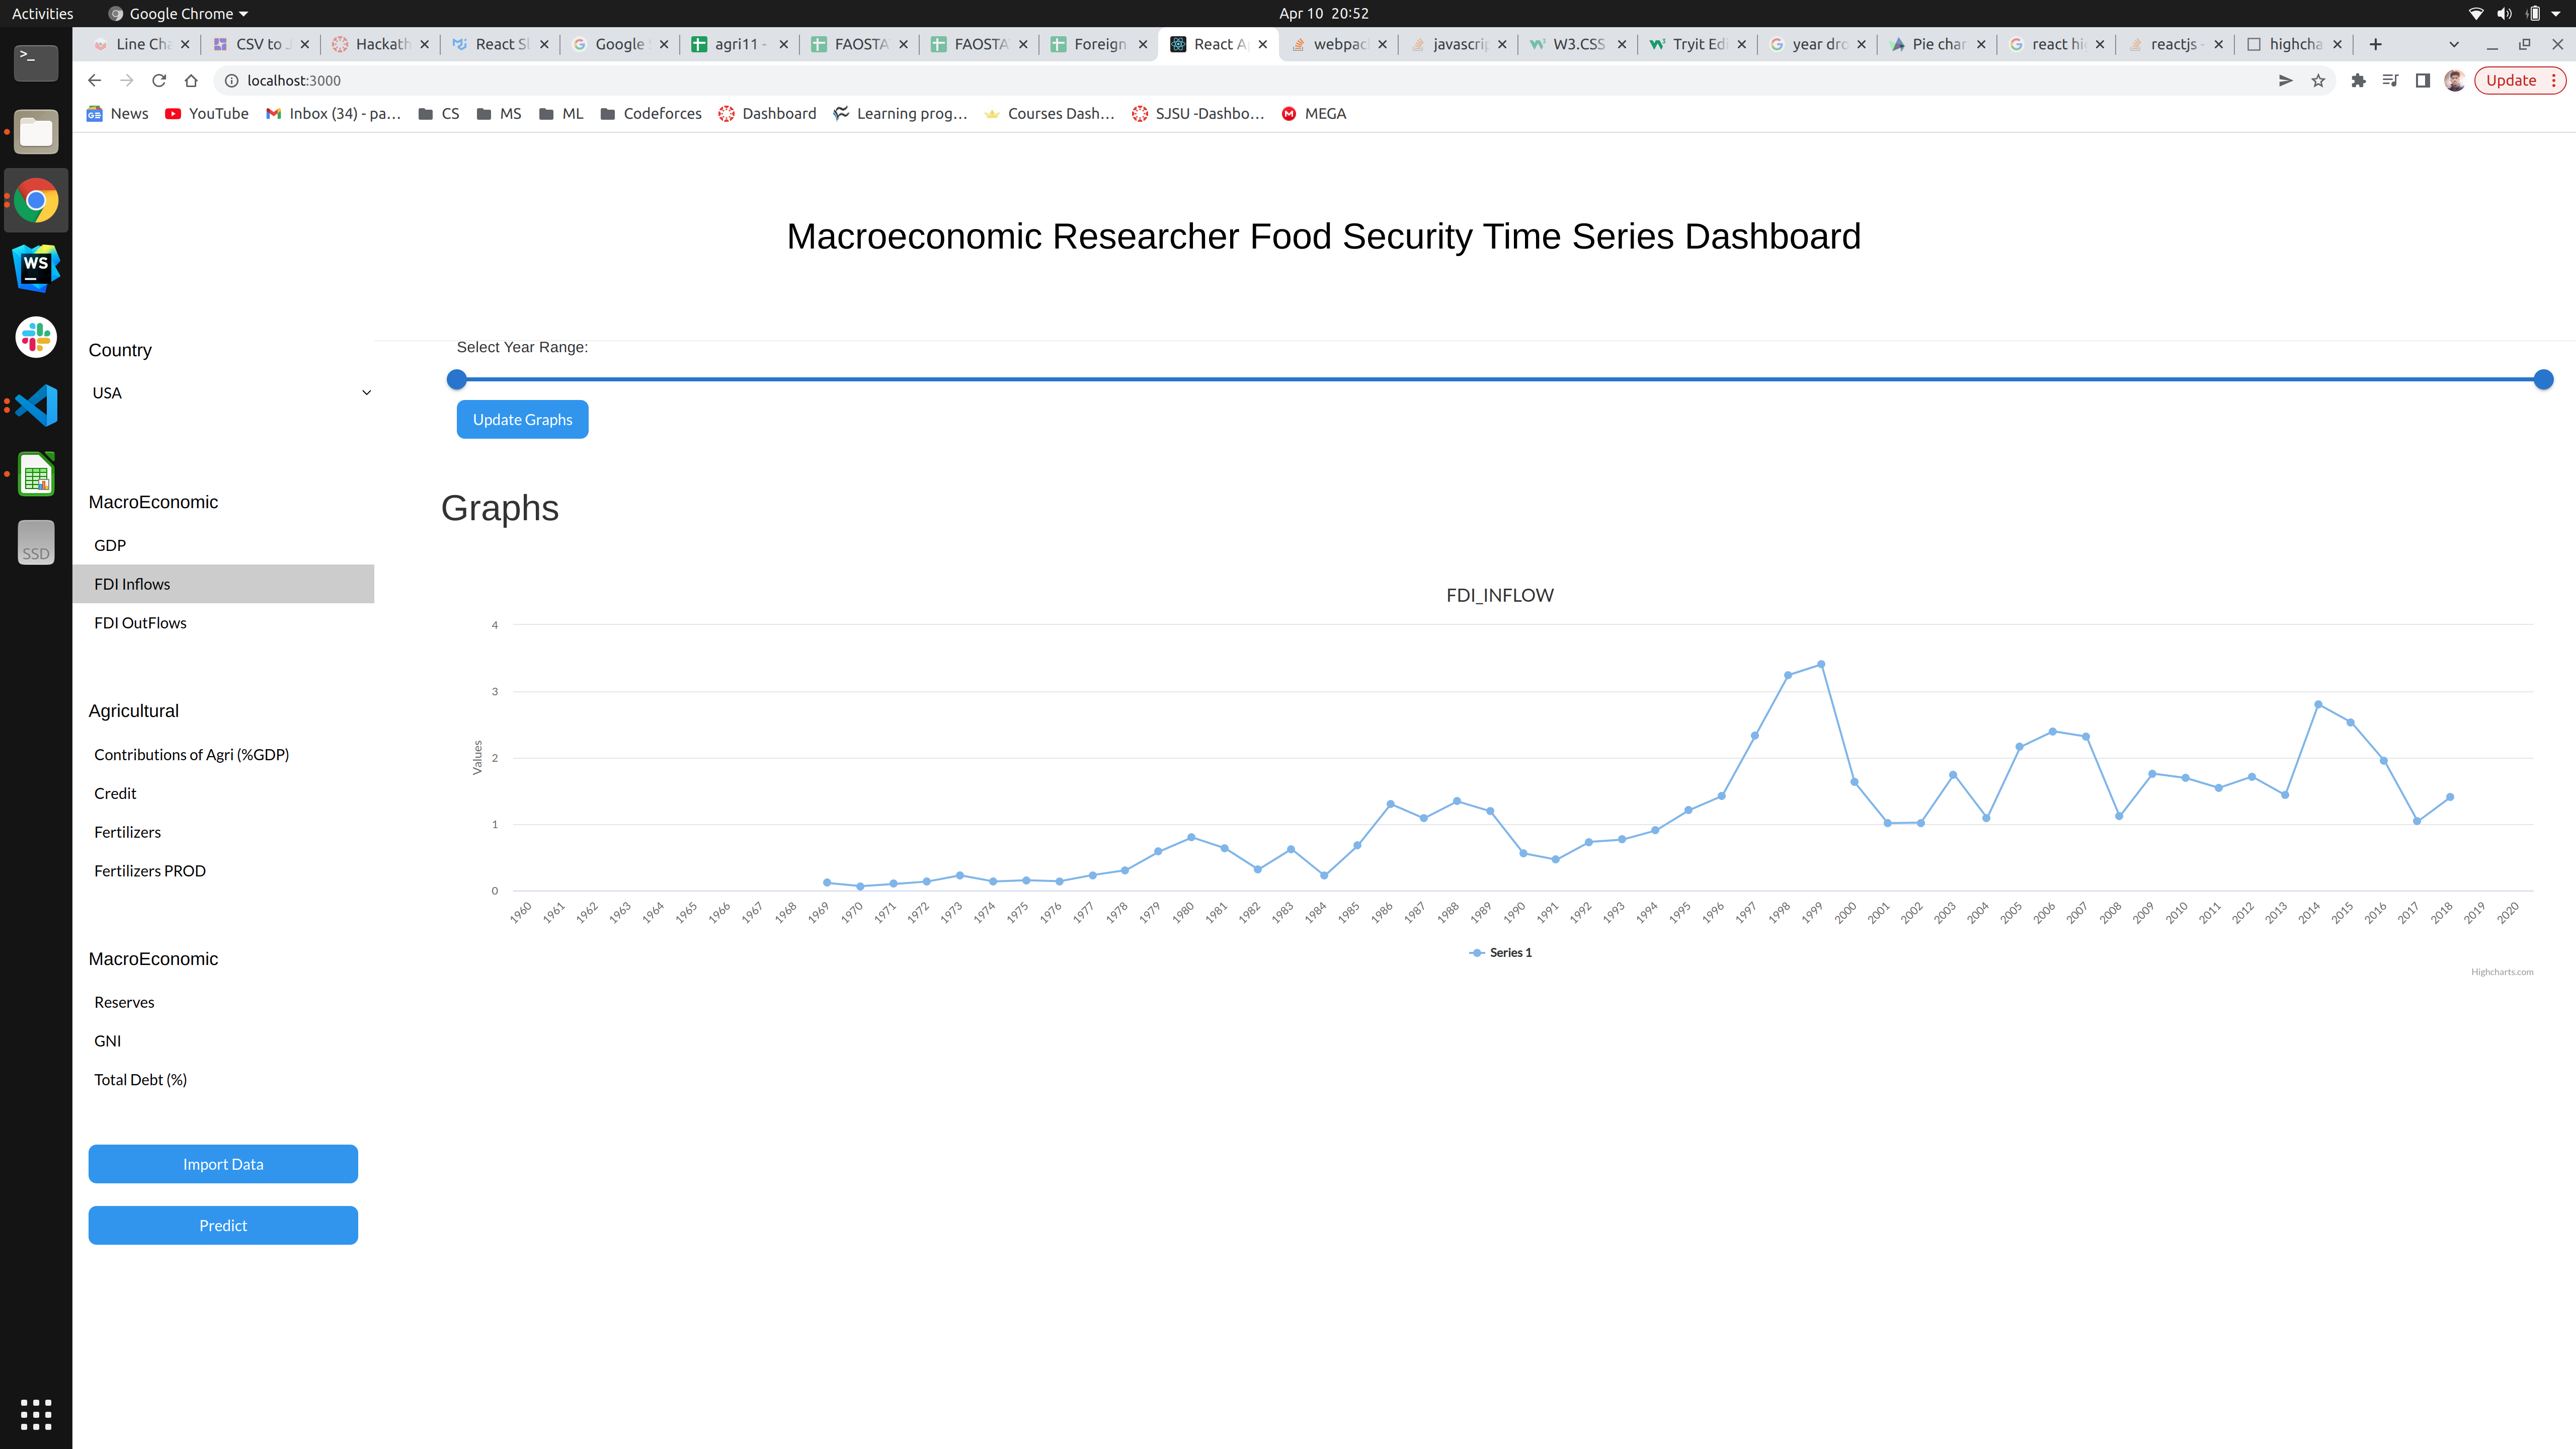 Activities
Google Chrome
Apr 10 20:52
Line Cha
CSV to J
Hackath
React Sl
Google S
agri11 -
FAOSTA
FAOSTA
Foreign
React A
webpac
javascrip
W3.CSS
Tryit Edi
year dro
Pie char
react hi
reactjs -
highcha
localhost:3000
Update
News
YouTube
Inbox (34) - pa…
CS
MS
ML
Codeforces
Dashboard
Learning prog…
Courses Dash…
SJSU -Dashbo…
MEGA
>_
WS
SSD
Macroeconomic Researcher Food Security Time Series Dashboard
Country
USA
MacroEconomic
GDP
FDI Inflows
FDI OutFlows
Agricultural
Contributions of Agri (%GDP)
Credit
Fertilizers
Fertilizers PROD
MacroEconomic
Reserves
GNI
Total Debt (%)
Import Data
Predict
Select Year Range:
Update Graphs
Graphs
FDI_INFLOW
Values
4
3
2
1
0
1960 1961 1962 1963 1964 1965 1966 1967 1968 1969 1970 1971 1972 1973 1974 1975 1976 1977 1978 1979 1980 1981 1982 1983 1984 1985 1986 1987 1988 1989 1990 1991 1992 1993 1994 1995 1996 1997 1998 1999 2000 2001 2002 2003 2004 2005 2006 2007 2008 2009 2010 2011 2012 2013 2014 2015 2016 2017 2018 2019 2020
Series 1
Highcharts.com